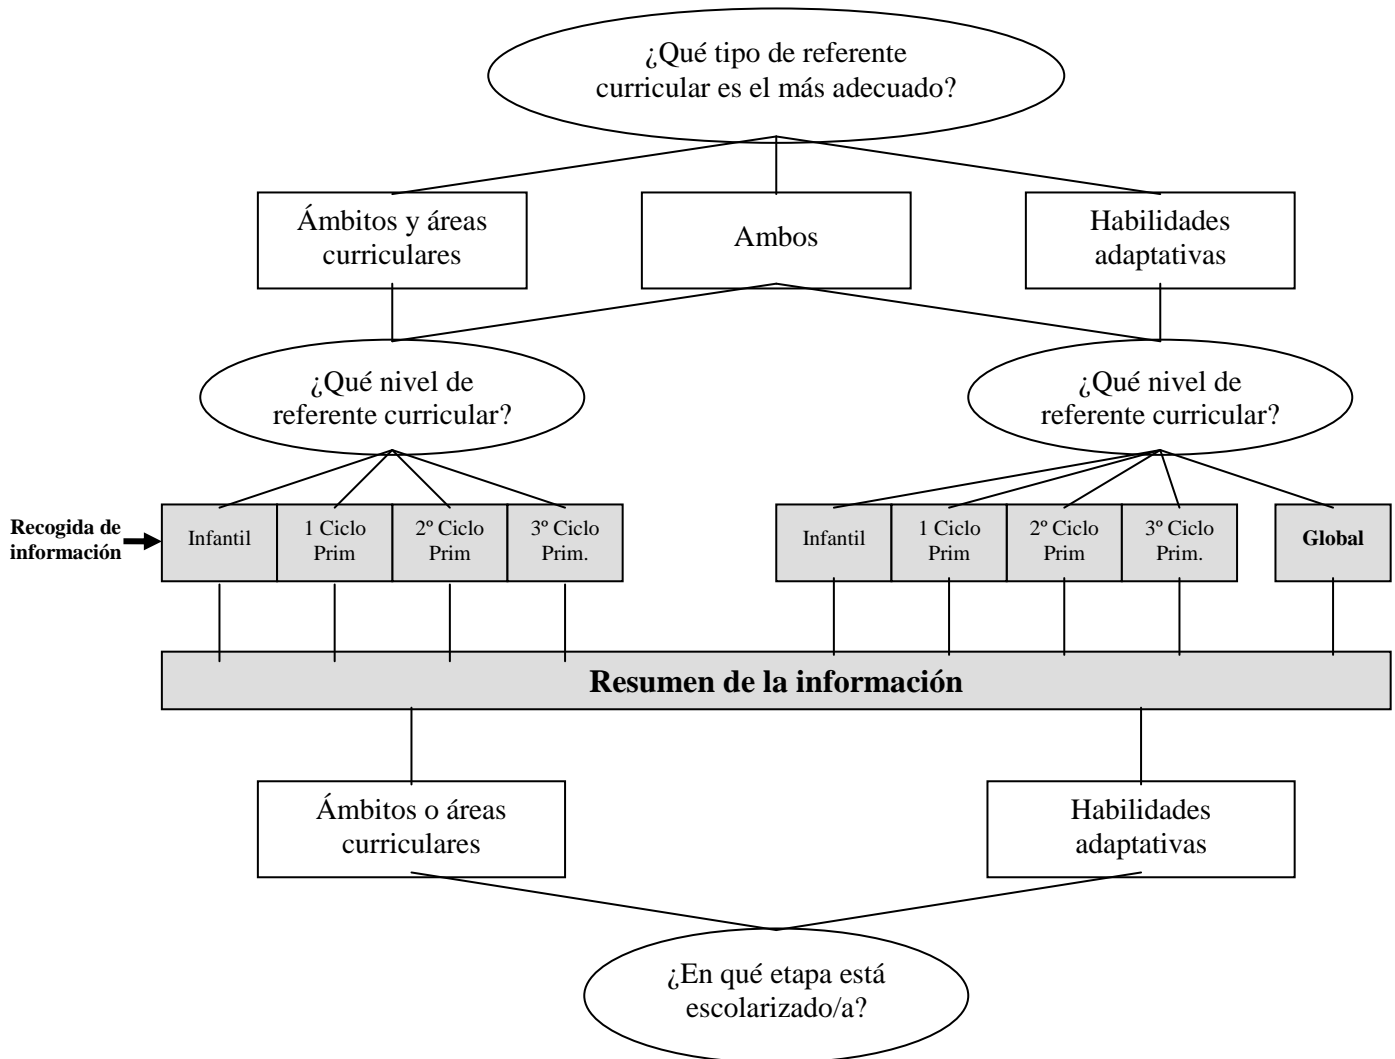 ¿Qué tipo de referente
curricular es el más adecuado?
Ámbitos y áreas
curriculares
Ambos
Habilidades
adaptativas
¿Qué nivel de
referente curricular?
¿Qué nivel de
referente curricular?
Recogida de
información
Infantil
1 Ciclo
Prim
2º Ciclo
Prim
3º Ciclo
Prim.
Infantil
1 Ciclo
Prim
2º Ciclo
Prim
3º Ciclo
Prim.
Global
Resumen de la información
Ámbitos o áreas
curriculares
Habilidades
adaptativas
¿En qué etapa está
escolarizado/a?